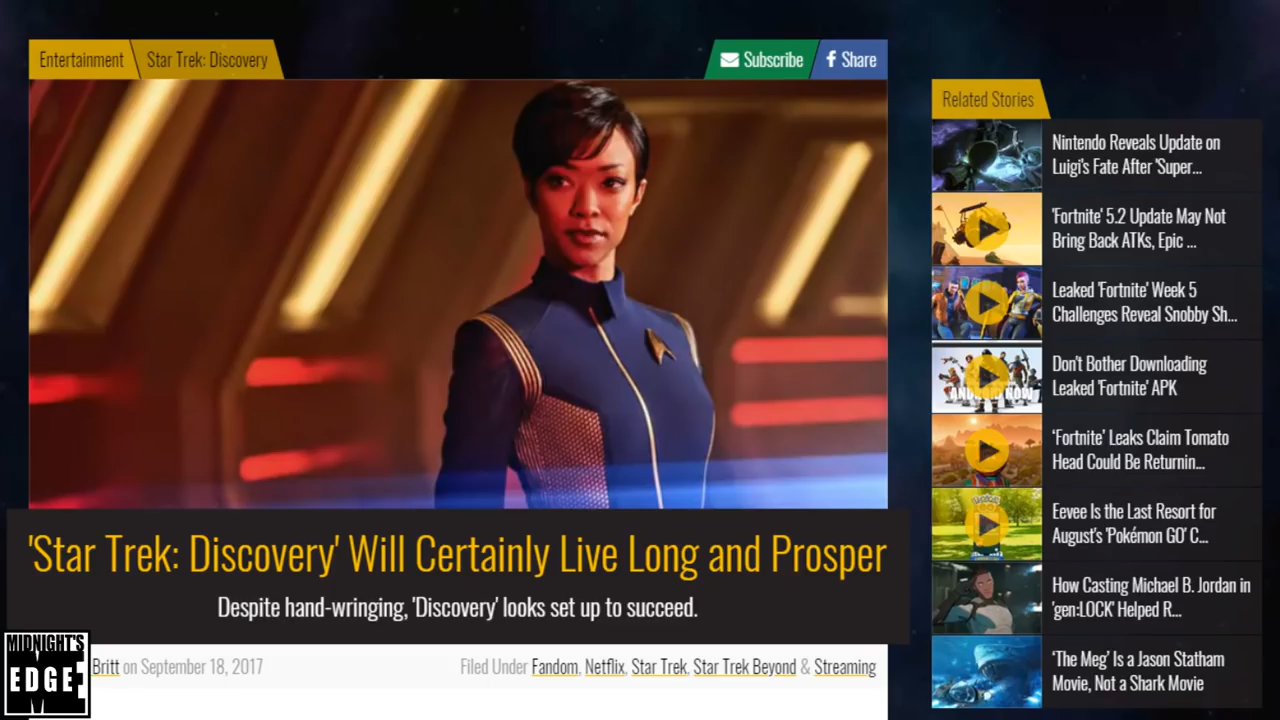 Entertainment
Star Trek: Discovery
Subscribe
Share
'Star Trek: Discovery' Will Certainly Live Long and Prosper
Despite hand-wringing, 'Discovery' looks set up to succeed.
Britt on September 18, 2017
Filed Under Fandom, Netflix, Star Trek, Star Trek Beyond & Streaming
MIDNIGHT'S
EDGE
Related Stories
Nintendo Reveals Update on
Luigi's Fate After 'Super...
'Fortnite' 5.2 Update May Not
Bring Back ATKs, Epic ...
Leaked 'Fortnite' Week 5
Challenges Reveal Snobby Sh...
Don't Bother Downloading
Leaked 'Fortnite' APK
ANDROID NOW
‘Fortnite’ Leaks Claim Tomato
Head Could Be Returnin...
Eevee Is the Last Resort for
August's 'Pokémon GO' C...
How Casting Michael B. Jordan in
'gen:LOCK' Helped R...
‘The Meg’ Is a Jason Statham
Movie, Not a Shark Movie